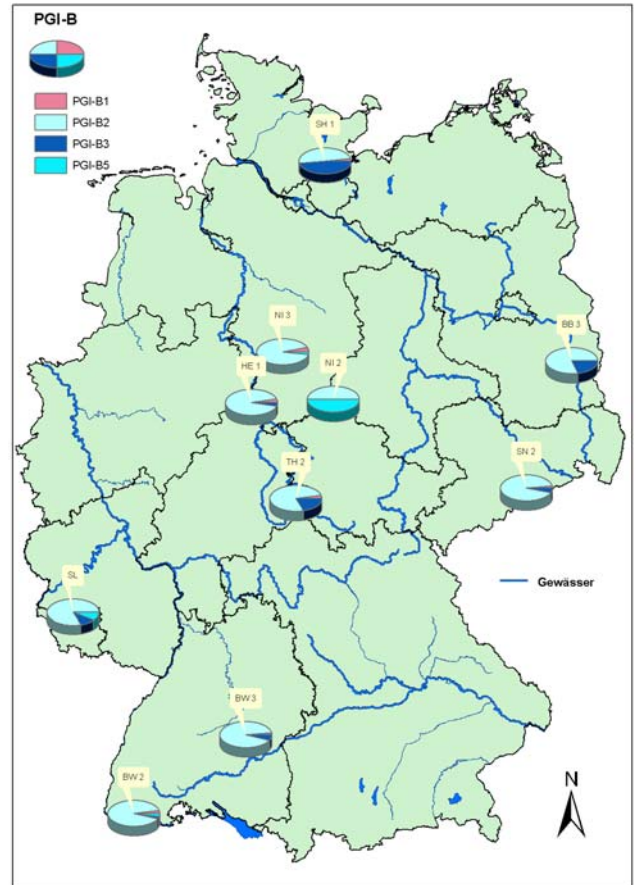 PGI-B
PGI-B1
PGI-B2
PGI-B3
PGI-B5
SH 1
NI 3
BB 3
HE 1
NI 2
TH 2
SN 2
SL
Gewässer
BW 3
BW 2
N